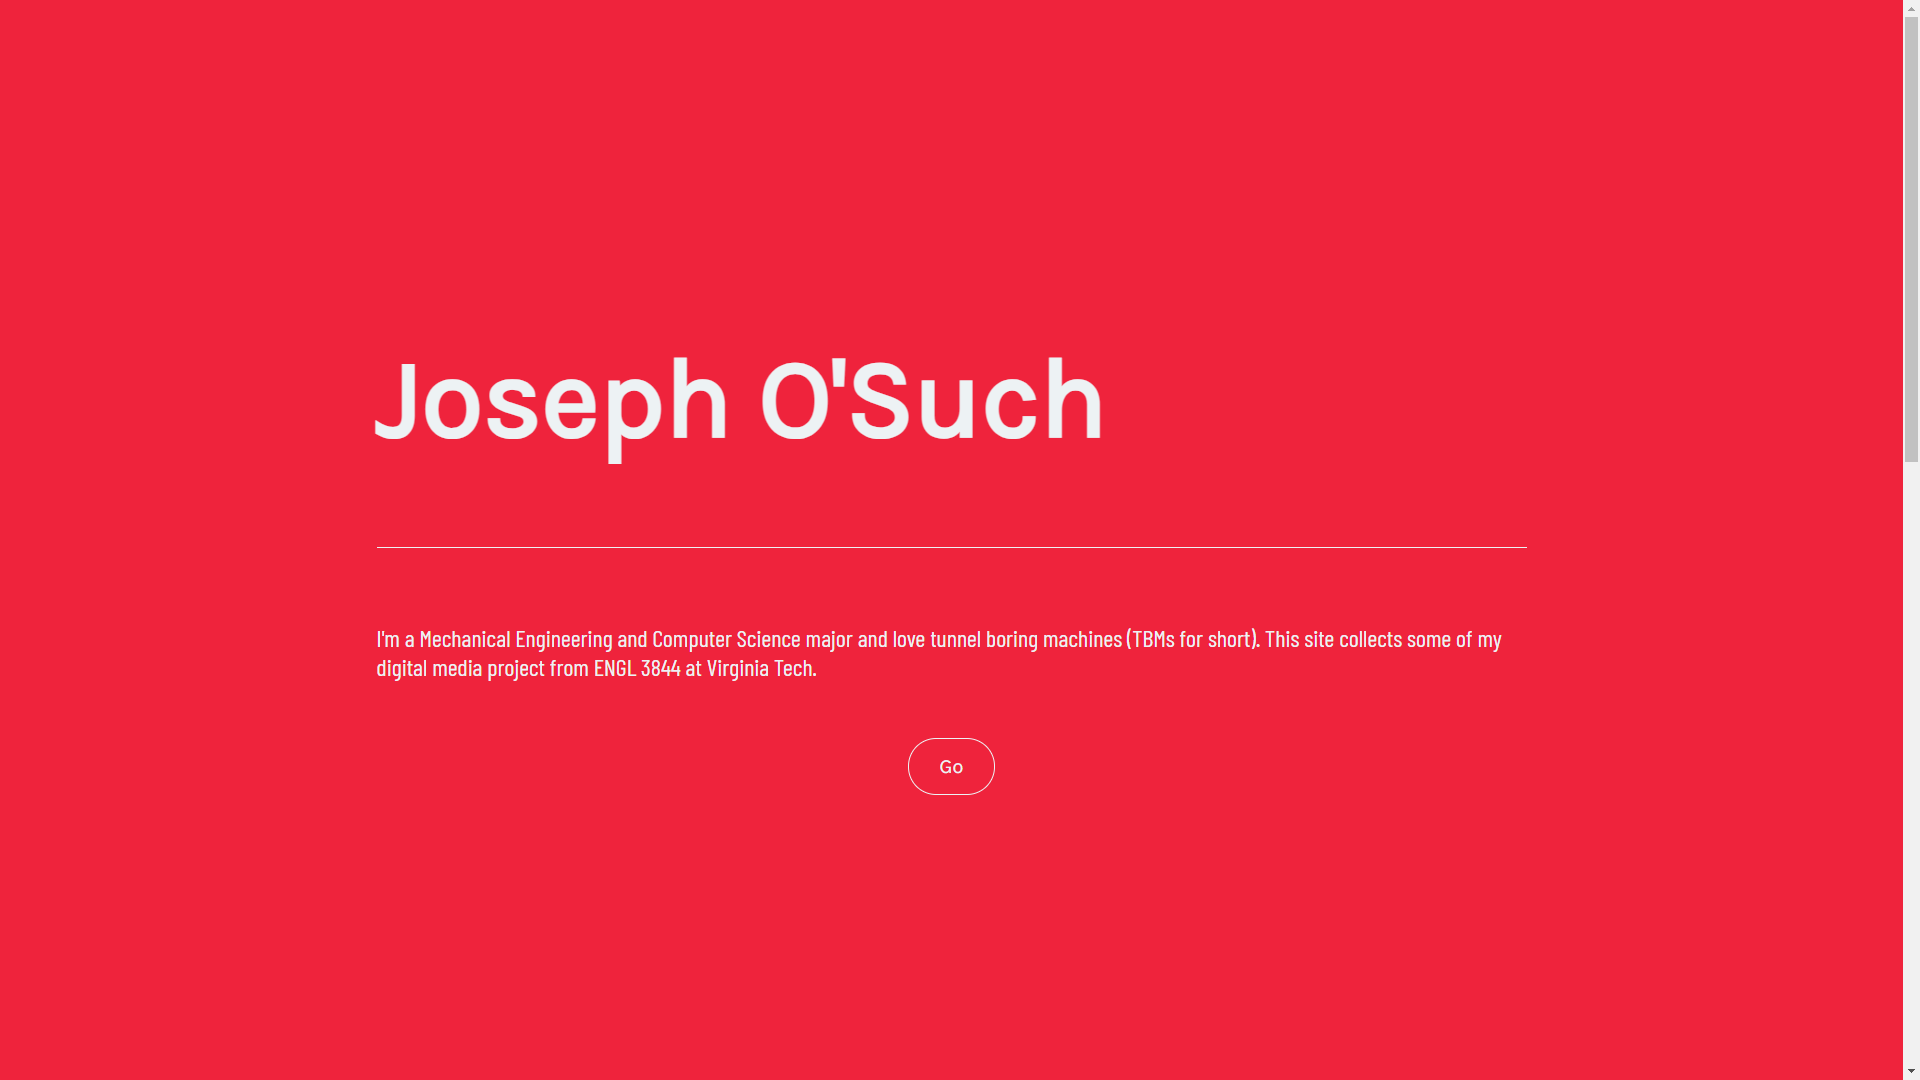 Joseph O'Such
I'm a Mechanical Engineering and Computer Science major and love tunnel boring machines (TBMs for short). This site collects some of my
digital media project from ENGL 3844 at Virginia Tech.
Go